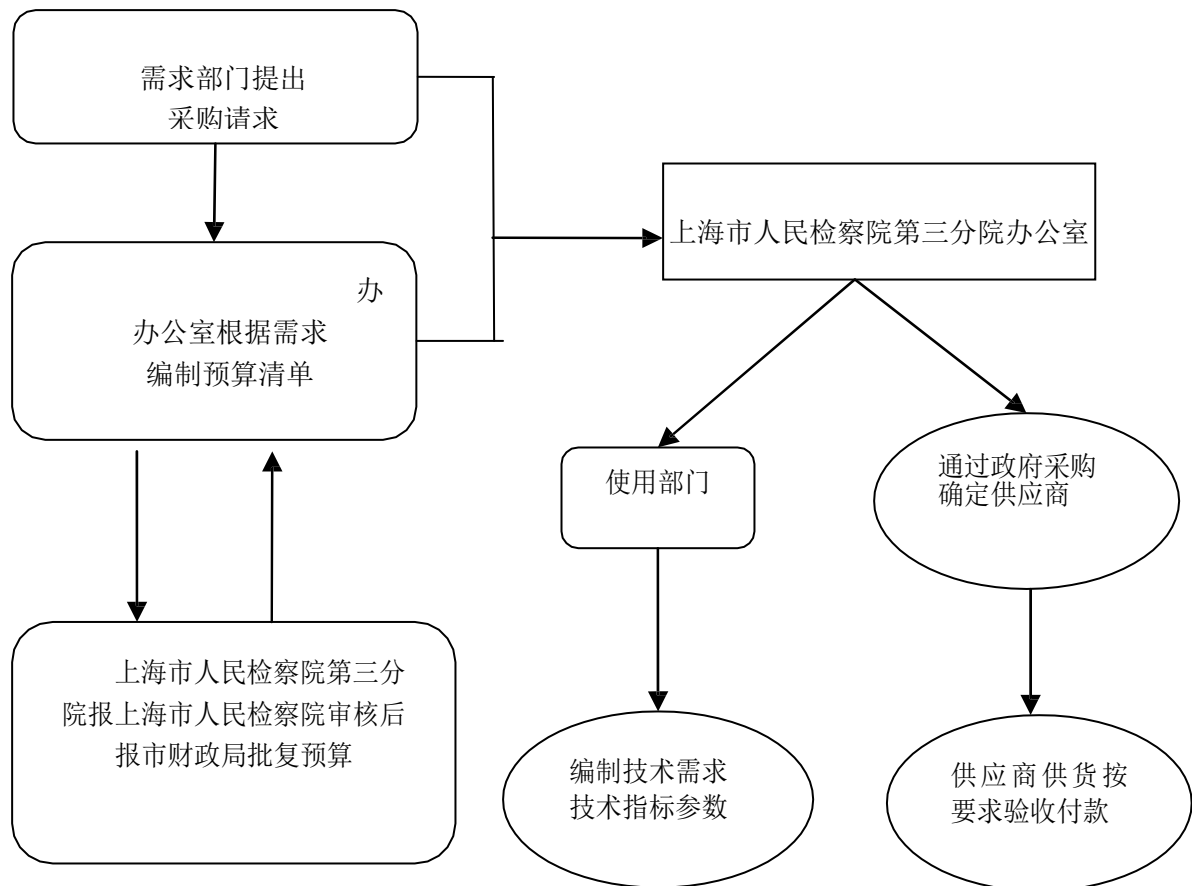 需求部门提出
采购请求
上海市人民检察院第三分院办公室
办
办公室根据需求
编制预算清单
使用部门
通过政府采购
确定供应商
上海市人民检察院第三分
院报上海市人民检察院审核后
报市财政局批复预算
编制技术需求
技术指标参数
供应商供货按
要求验收付款